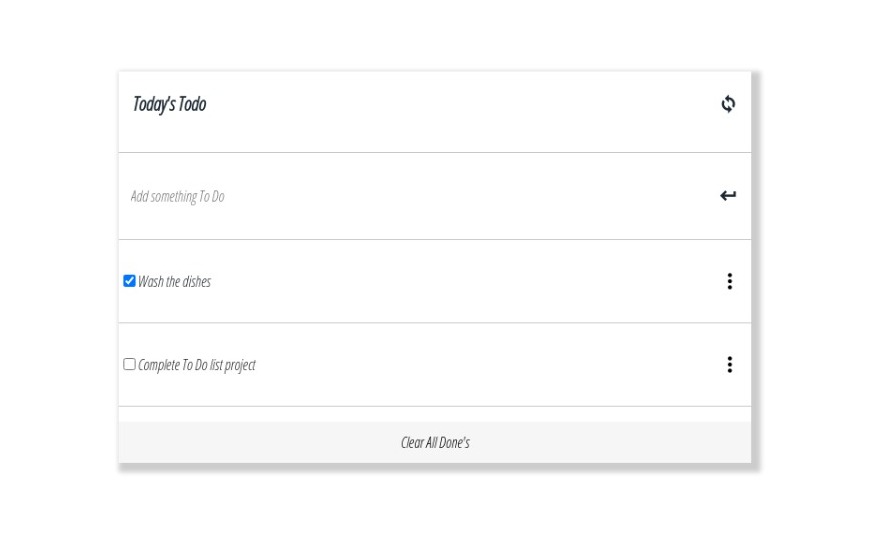 Today's Todo
Add something To Do
Wash the dishes
Complete To Do list project
Clear All Done's